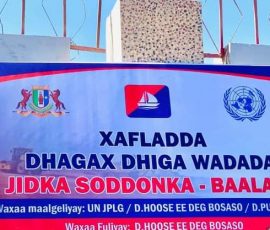 XAFLADDA
DHAGAX DHIGA WADADA
JIDKA SODDONKA - BAALA
Waxaa maalgeliyay: UN JPLG / D.HOOSE EE DEG BOSASO / D.PU
Waxaa Fuliyay: D.HOOSE EE DEG BOSASO